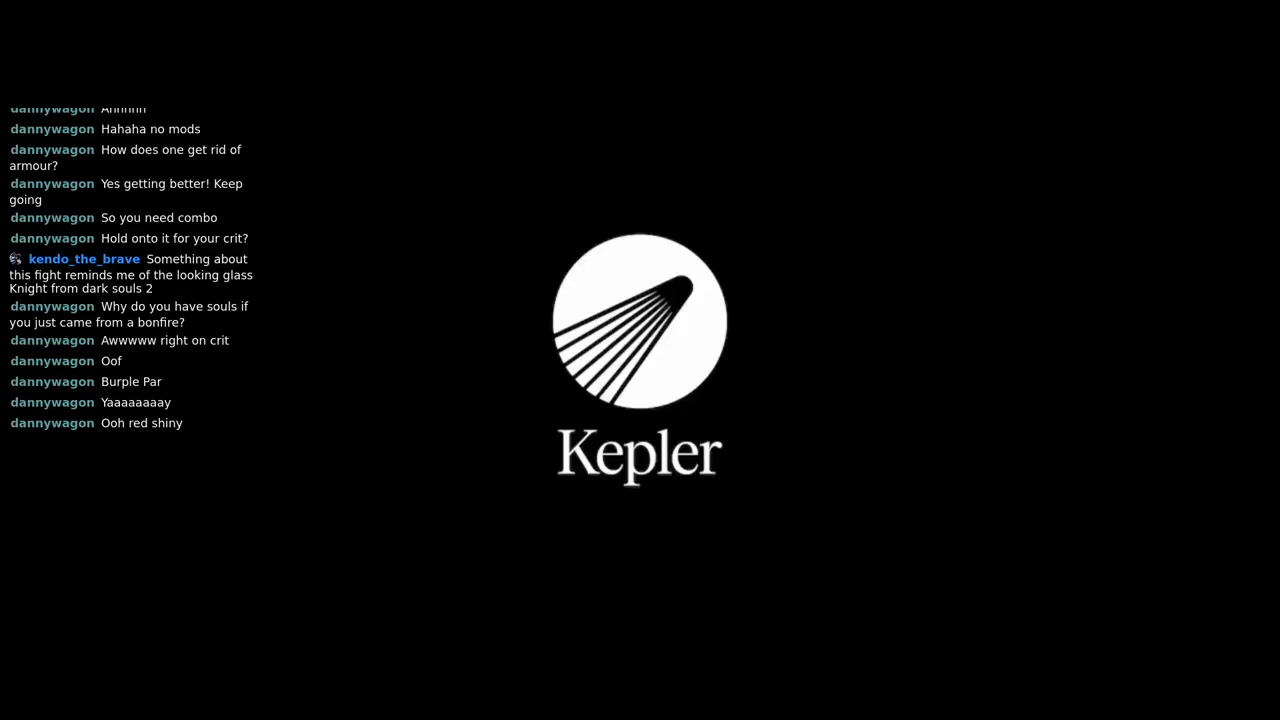 dannywagon Ahhhhh
dannywagon Hahaha no mods
dannywagon How does one get rid of
armour?
dannywagon Yes getting better! Keep
going
dannywagon So you need combo
dannywagon Hold onto it for your crit?
kendo_the_brave Something about
this fight reminds me of the looking glass
Knight from dark souls 2
dannywagon Why do you have souls if
you just came from a bonfire?
dannywagon Awwwww right on crit
dannywagon Oof
dannywagon Burple Par
dannywagon Yaaaaaaaay
dannywagon Ooh red shiny
Kepler